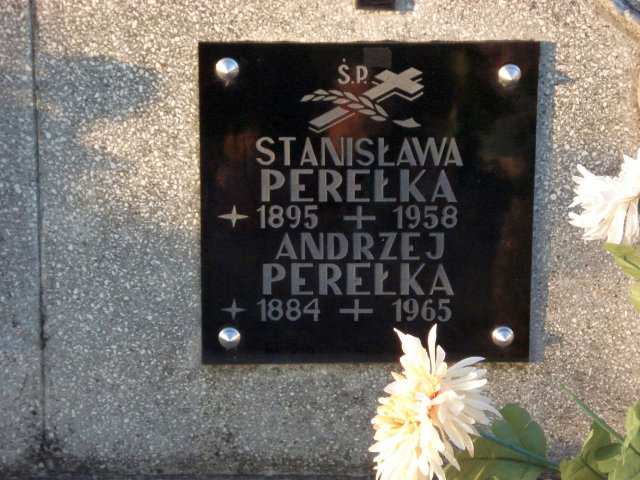 Ś.P.
STANISŁAWA
PEREŁKA
1895 1958
ANDRZEJ
PEREŁKA
1884 1965